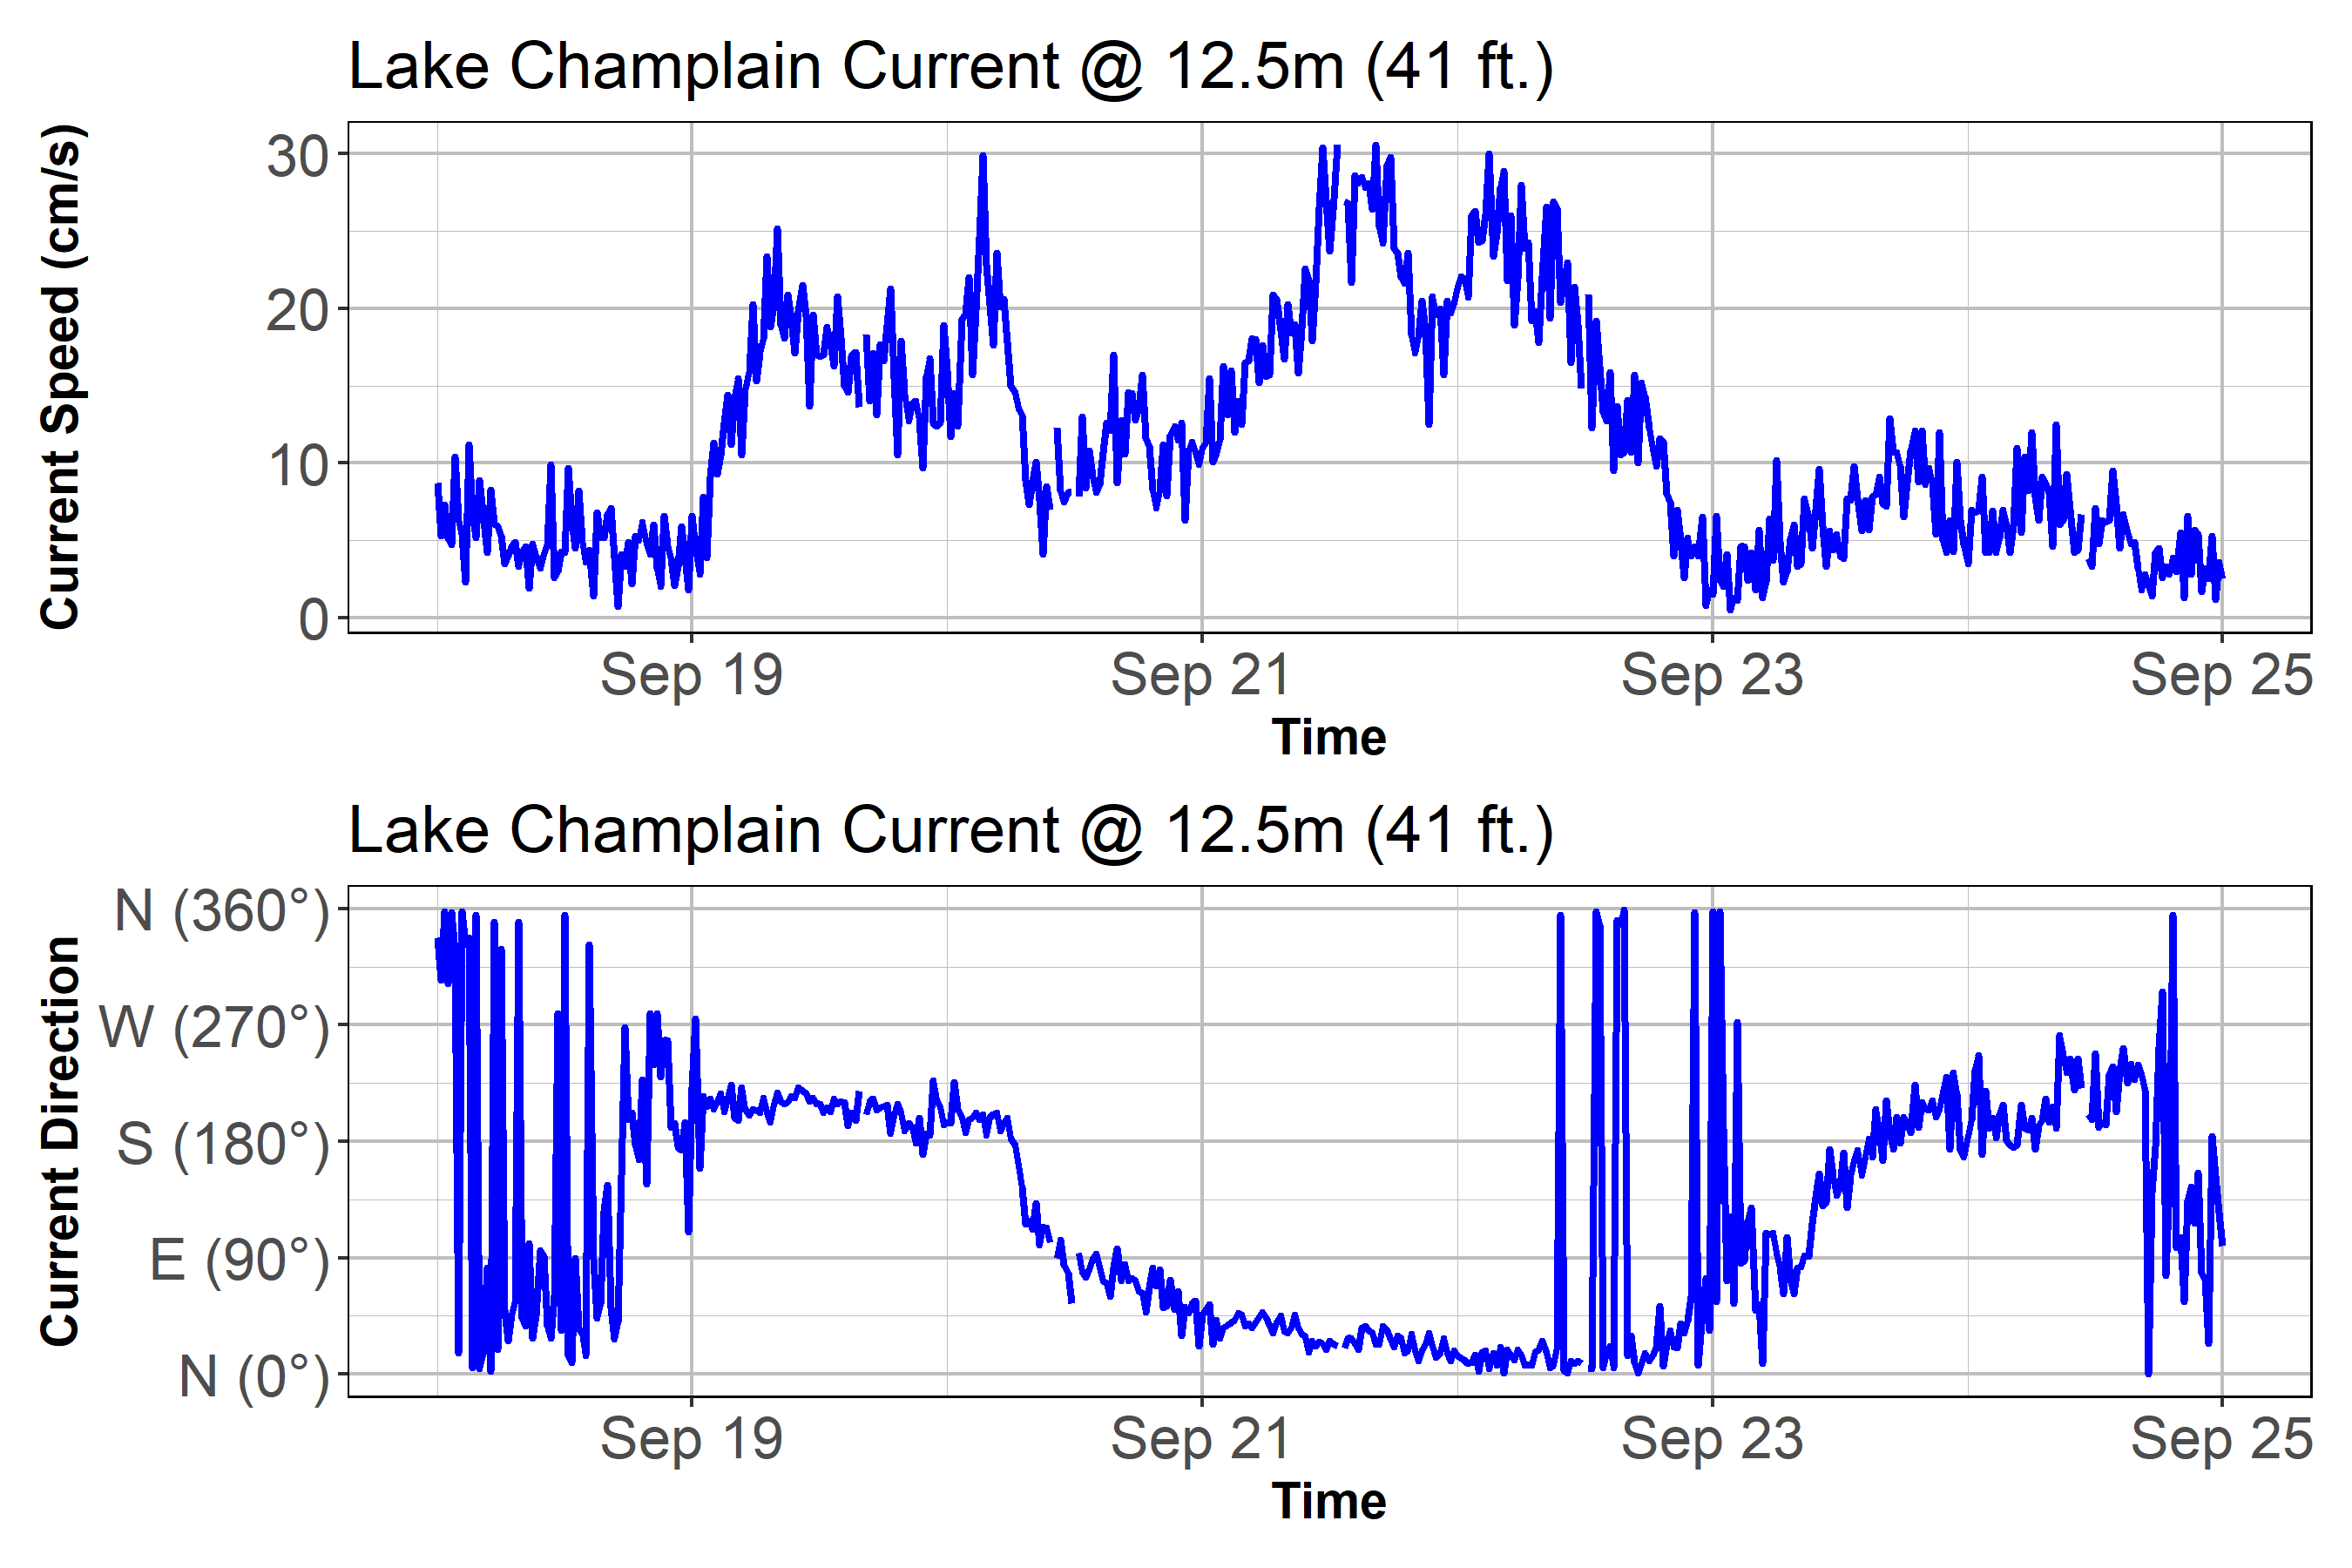 Lake Champlain Current @ 12.5m (41 ft.)
Current Speed (cm/s)
30
20
10
0
Sep 19 Sep 21 Sep 23 Sep 25
Time
Lake Champlain Current @ 12.5m (41 ft.)
Current Direction
N (360°)
W (270°)
S (180°)
E (90°)
N (0°)
Sep 19 Sep 21 Sep 23 Sep 25
Time